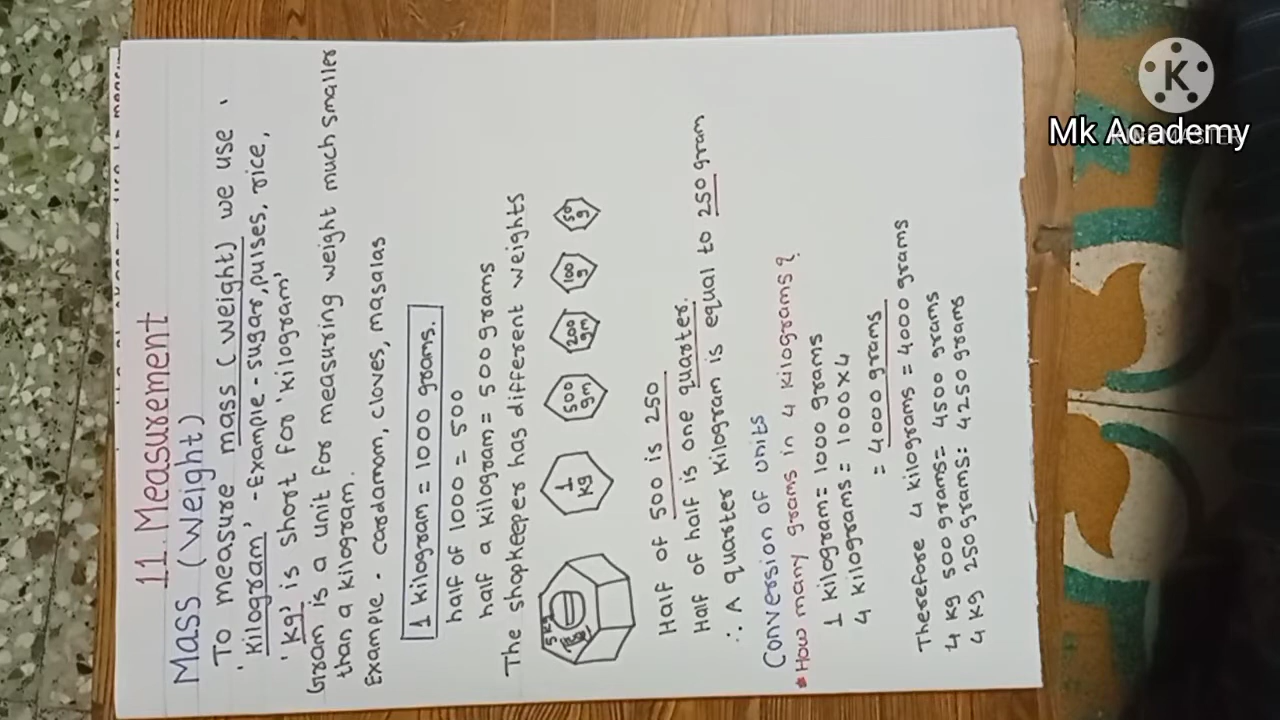 11. Measurement
Mass (Weight)
To measure mass (weight) we use
'kilogram' - Example - sugar, pulses, rice,
'kg' is short for 'kilogram'
Gram is a unit for measuring weight much smaller
than a kilogram.
Example - cardamom, cloves, masalas
1 kilogram = 1000 grams.
half of 1000 = 500
half a kilogram = 500 grams
The shopkeeper has different weights
5 kg
1 kg
500 gm
200 gm
100 g
50 g
Half of 500 is 250
Half of half is one quarter.
∴ A quarter kilogram is equal to 250 gram
Conversion of units
* How many grams in 4 kilograms?
1 kilogram = 1000 grams
4 kilograms = 1000 x 4
= 4000 grams
Therefore 4 kilograms = 4000 grams
4 kg 500 grams = 4500 grams
4 kg 250 grams: 4250 grams
K
Mk Academy
KINEMASTER